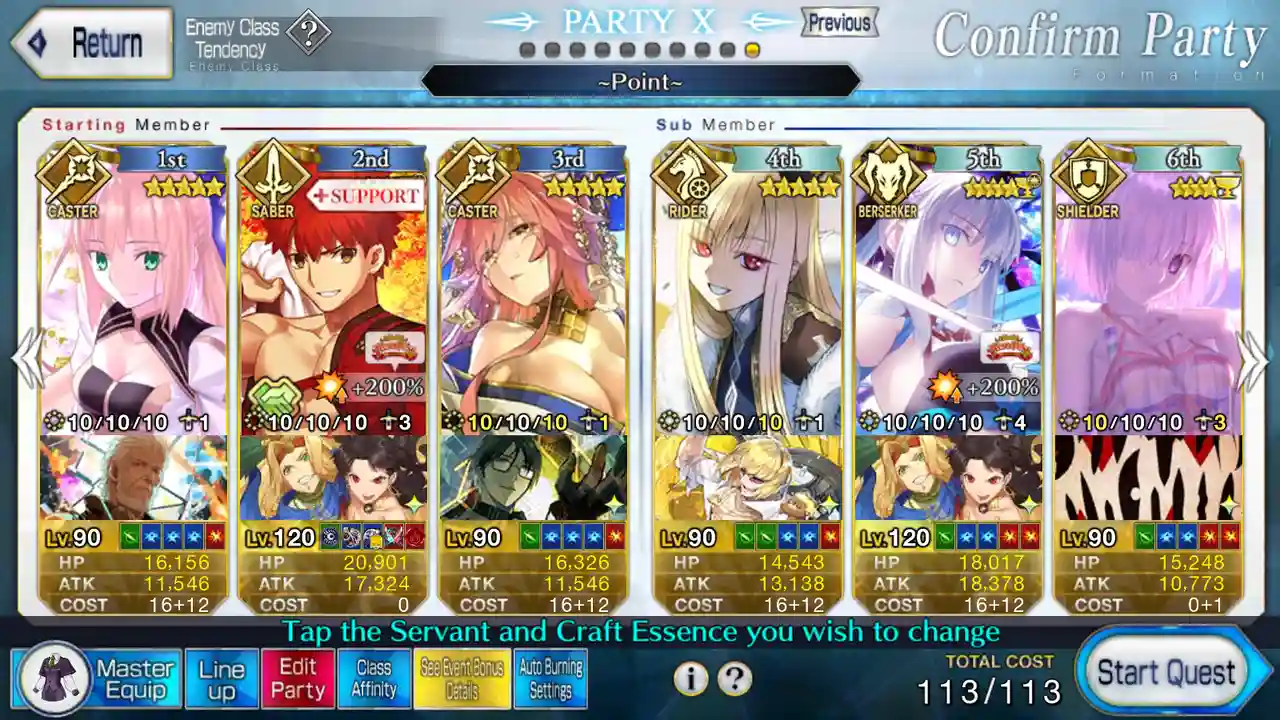 Return
Enemy Class
Tendency
Enemy Class
?
PARTY X
Previous
Confirm Party
Formation
~Point~
Starting Member
Sub Member
1st
2nd
3rd
4th
5th
6th
CASTER
SABER
+SUPPORT
CASTER
RIDER
BERSERKER
SHIELDER
+200%
+200%
10/10/10 1
10/10/10 3
10/10/10 1
10/10/10 1
10/10/10 4
10/10/10 3
Lv.90
Lv.120
Lv.90
Lv.90
Lv.120
Lv.90
HP 16,156
HP 20,901
HP 16,326
HP 14,543
HP 18,017
HP 15,248
ATK 11,546
ATK 17,324
ATK 11,546
ATK 13,138
ATK 18,378
ATK 10,773
COST 16+12
COST 0
COST 16+12
COST 16+12
COST 16+12
COST 0+1
Tap the Servant and Craft Essence you wish to change
Master
Equip
Line
up
Edit
Party
Class
Affinity
See Event Bonus
Details
Auto Burning
Settings
i
?
TOTAL COST
113/113
Start Quest